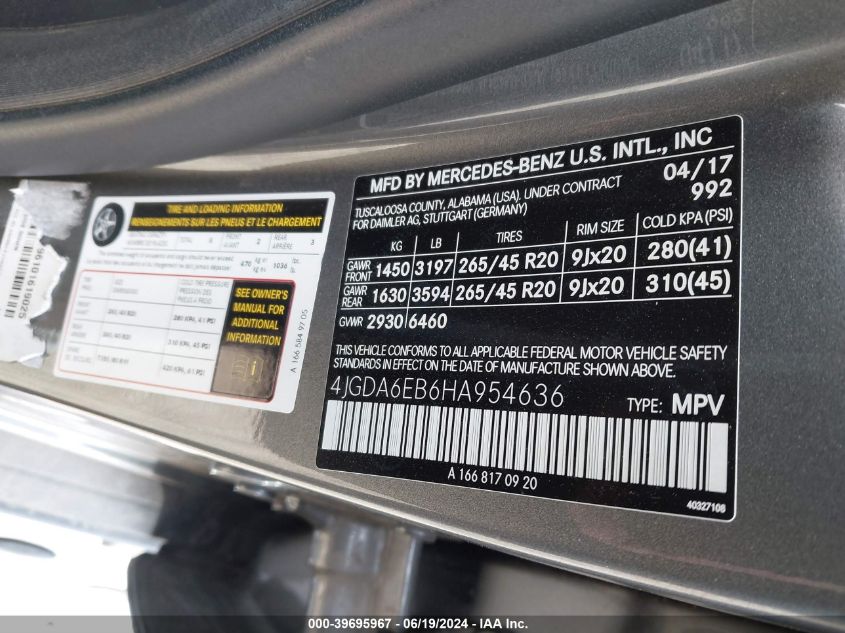 TIRE AND LOADING INFORMATION
RENSEIGNEMENTS SUR LES PNEUS ET LE CHARGEMENT
SEE OWNER'S
MANUAL FOR
ADDITIONAL
INFORMATION
A 166 584 97 05
MFD BY MERCEDES-BENZ U.S. INTL., INC
TUSCALOOSA COUNTY, ALABAMA (USA), UNDER CONTRACT
FOR DAIMLER AG, STUTTGART (GERMANY)
04/17
992
KG LB TIRES RIM SIZE COLD KPA(PSI)
GAWR FRONT 1450 3197 265/45 R20 9Jx20 280(41)
GAWR REAR 1630 3594 265/45 R20 9Jx20 310(45)
GVWR 2930 6460
THIS VEHICLE CONFORMS TO ALL APPLICABLE FEDERAL MOTOR VEHICLE SAFETY
STANDARDS IN EFFECT ON THE DATE OF MANUFACTURE SHOWN ABOVE.
4JGDA6EB6HA954636 TYPE: MPV
A 166 817 09 20
40327108
000-39695967 - 06/19/2024 - IAA Inc.